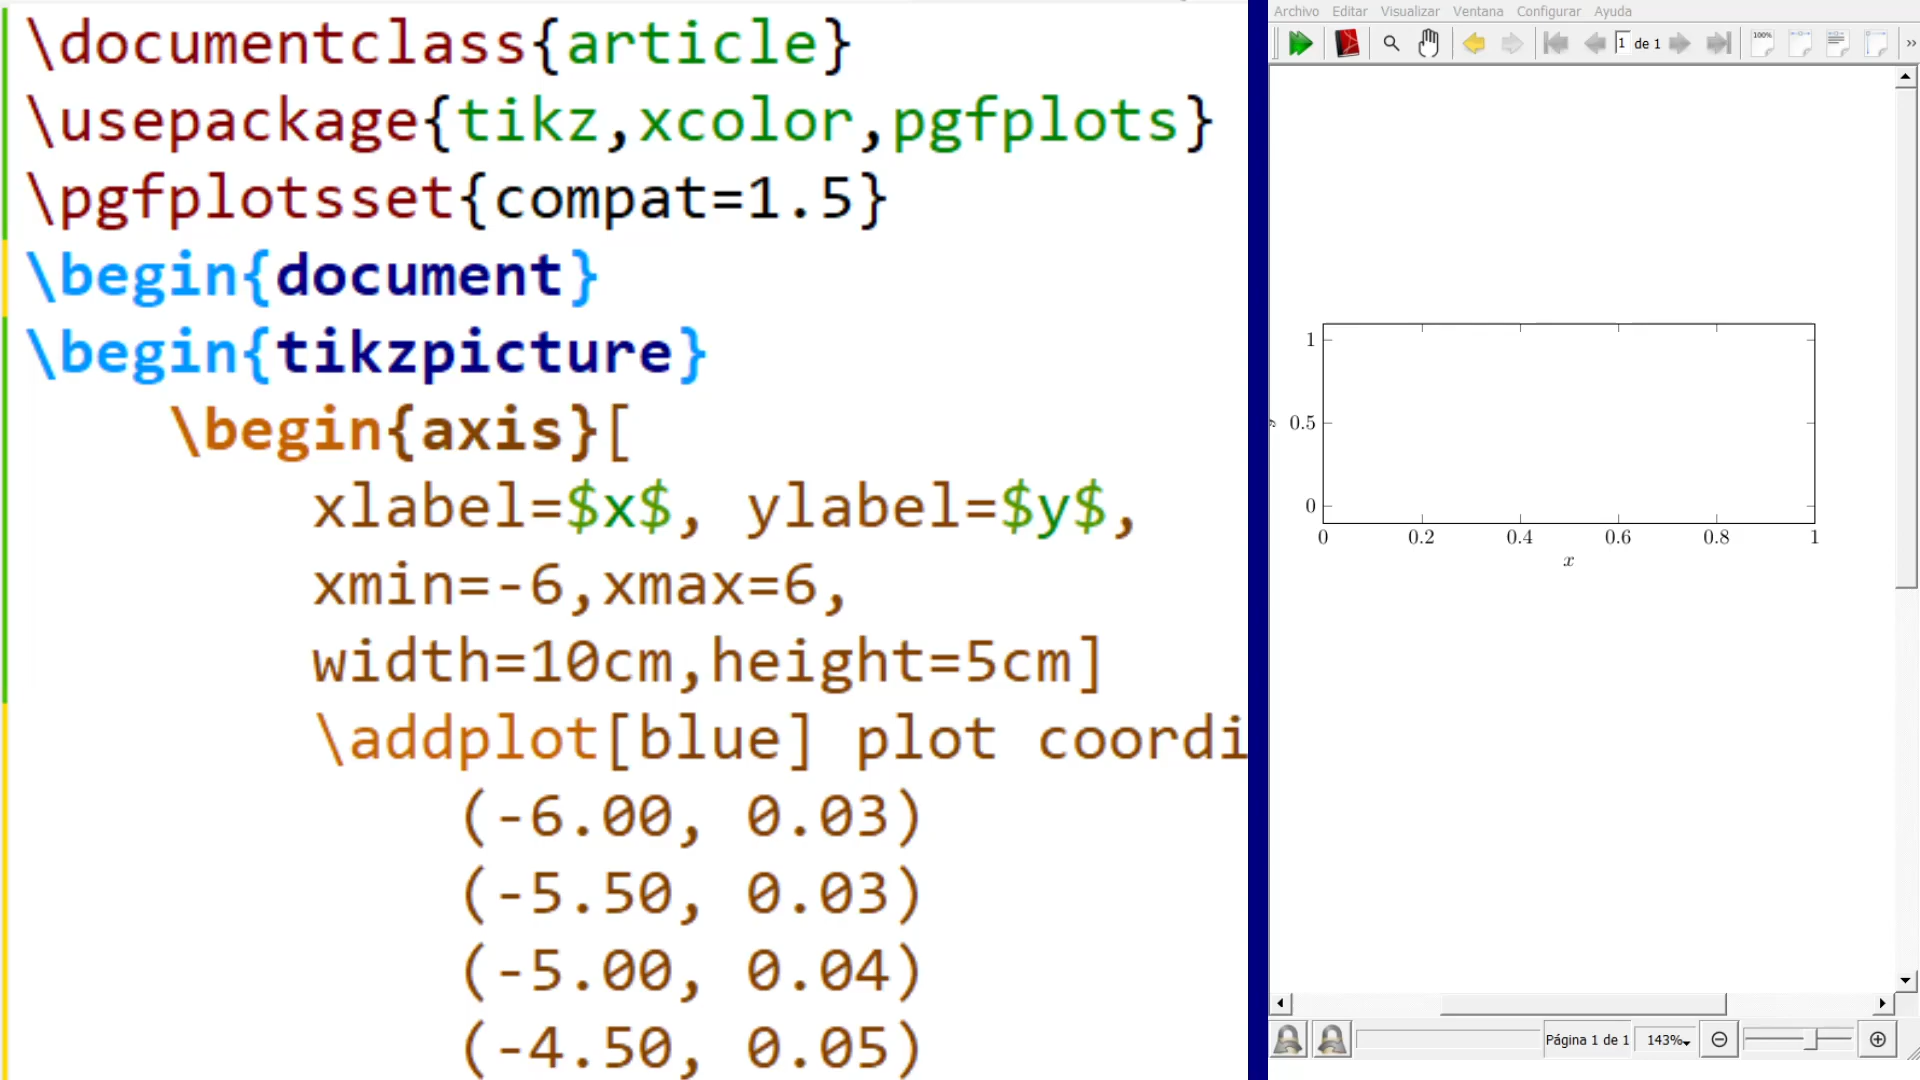 \documentclass{article}
\usepackage{tikz,xcolor,pgfplots}
\pgfplotsset{compat=1.5}
\begin{document}
\begin{tikzpicture}
\begin{axis}[
xlabel=$x$, ylabel=$y$,
xmin=-6,xmax=6,
width=10cm,height=5cm]
\addplot[blue] plot coordi
(-6.00, 0.03)
(-5.50, 0.03)
(-5.00, 0.04)
(-4.50, 0.05)
Archivo Editar Visualizar Ventana Configurar Ayuda
1 de 1 100% »
1
0.5
0
0 0.2 0.4 0.6 0.8 1
x
Página 1 de 1 143%